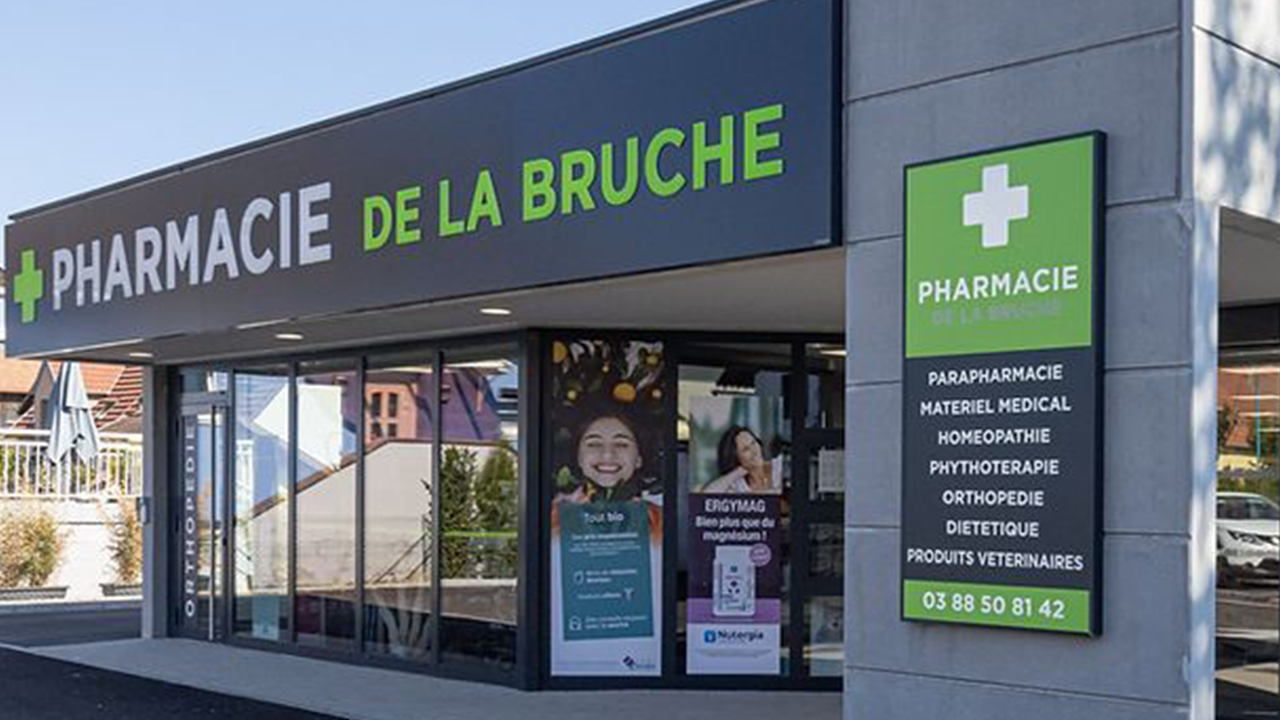 PHARMACIE DE LA BRUCHE
ORTHOPEDIE
Tout bio
ERGYMAG
Bien plus que du
magnésium !
Nutergia
PHARMACIE
DE LA BRUCHE
PARAPHARMACIE
MATERIEL MEDICAL
HOMEOPATHIE
PHYTHOTERAPIE
ORTHOPEDIE
DIETETIQUE
PRODUITS VETERINAIRES
03 88 50 81 42